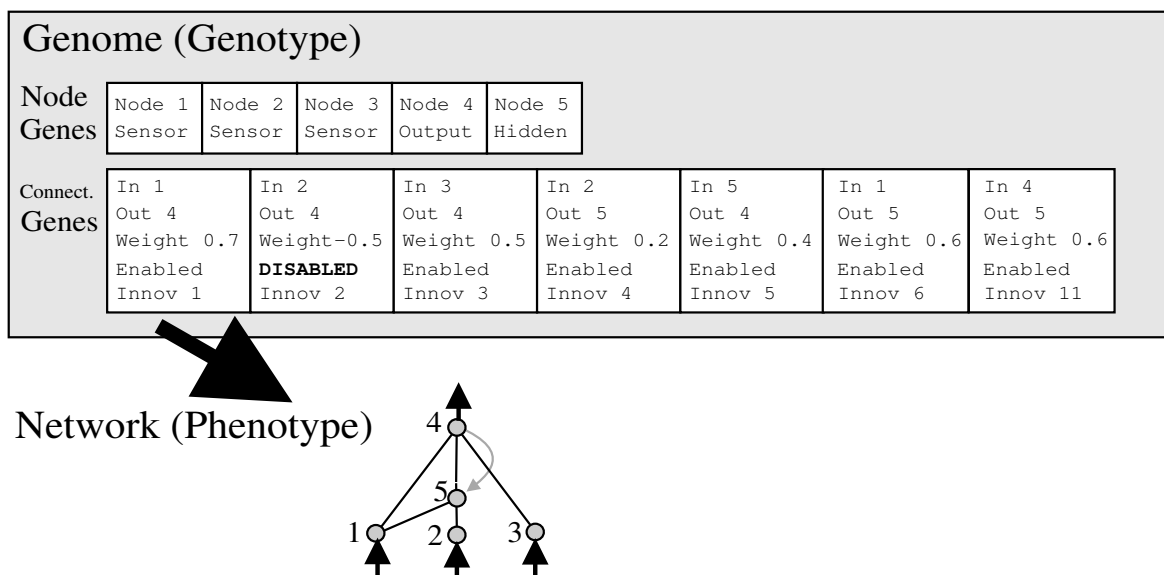 Genome (Genotype)
Node Genes
Node 1 Node 2 Node 3 Node 4 Node 5
Sensor Sensor Sensor Output Hidden
Connect. Genes
In 1 In 2 In 3 In 2 In 5 In 1 In 4
Out 4 Out 4 Out 4 Out 5 Out 4 Out 5 Out 5
Weight 0.7 Weight-0.5 Weight 0.5 Weight 0.2 Weight 0.4 Weight 0.6 Weight 0.6
Enabled DISABLED Enabled Enabled Enabled Enabled Enabled
Innov 1 Innov 2 Innov 3 Innov 4 Innov 5 Innov 6 Innov 11
Network (Phenotype)
4
5
1 2 3